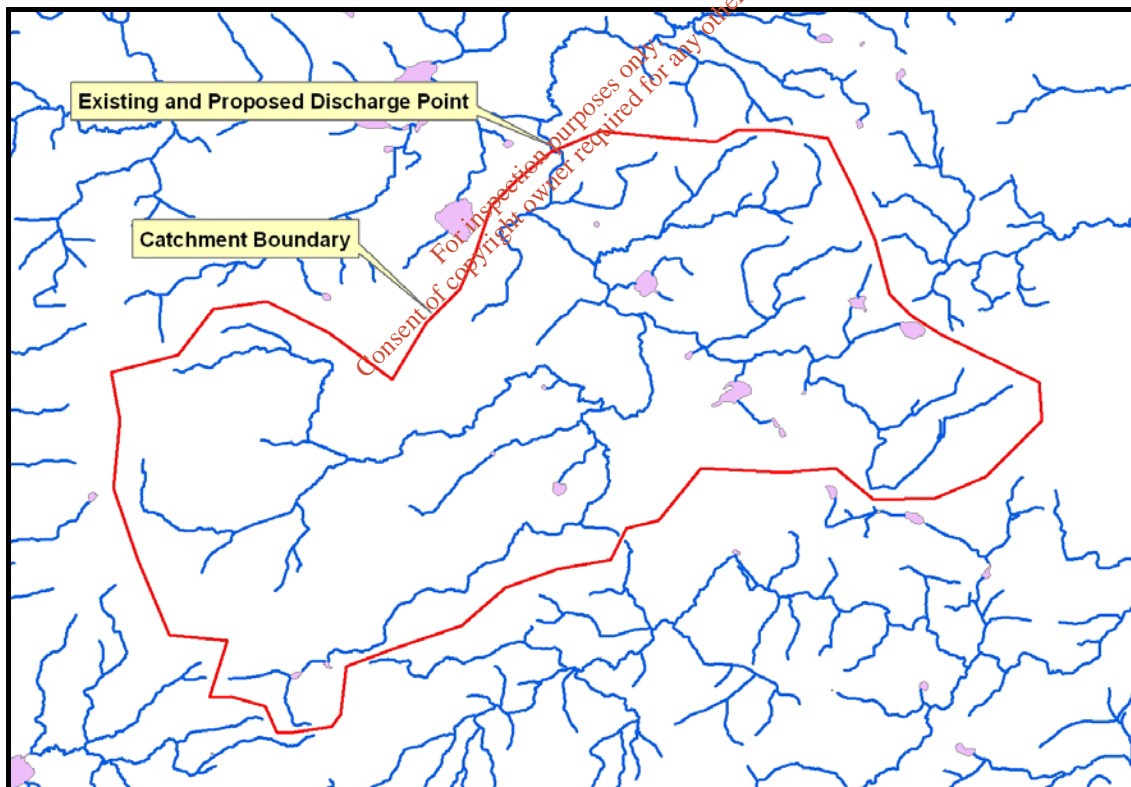 Existing and Proposed Discharge Point
Catchment Boundary
For inspection purposes only.
Consent of copyright owner required for any other